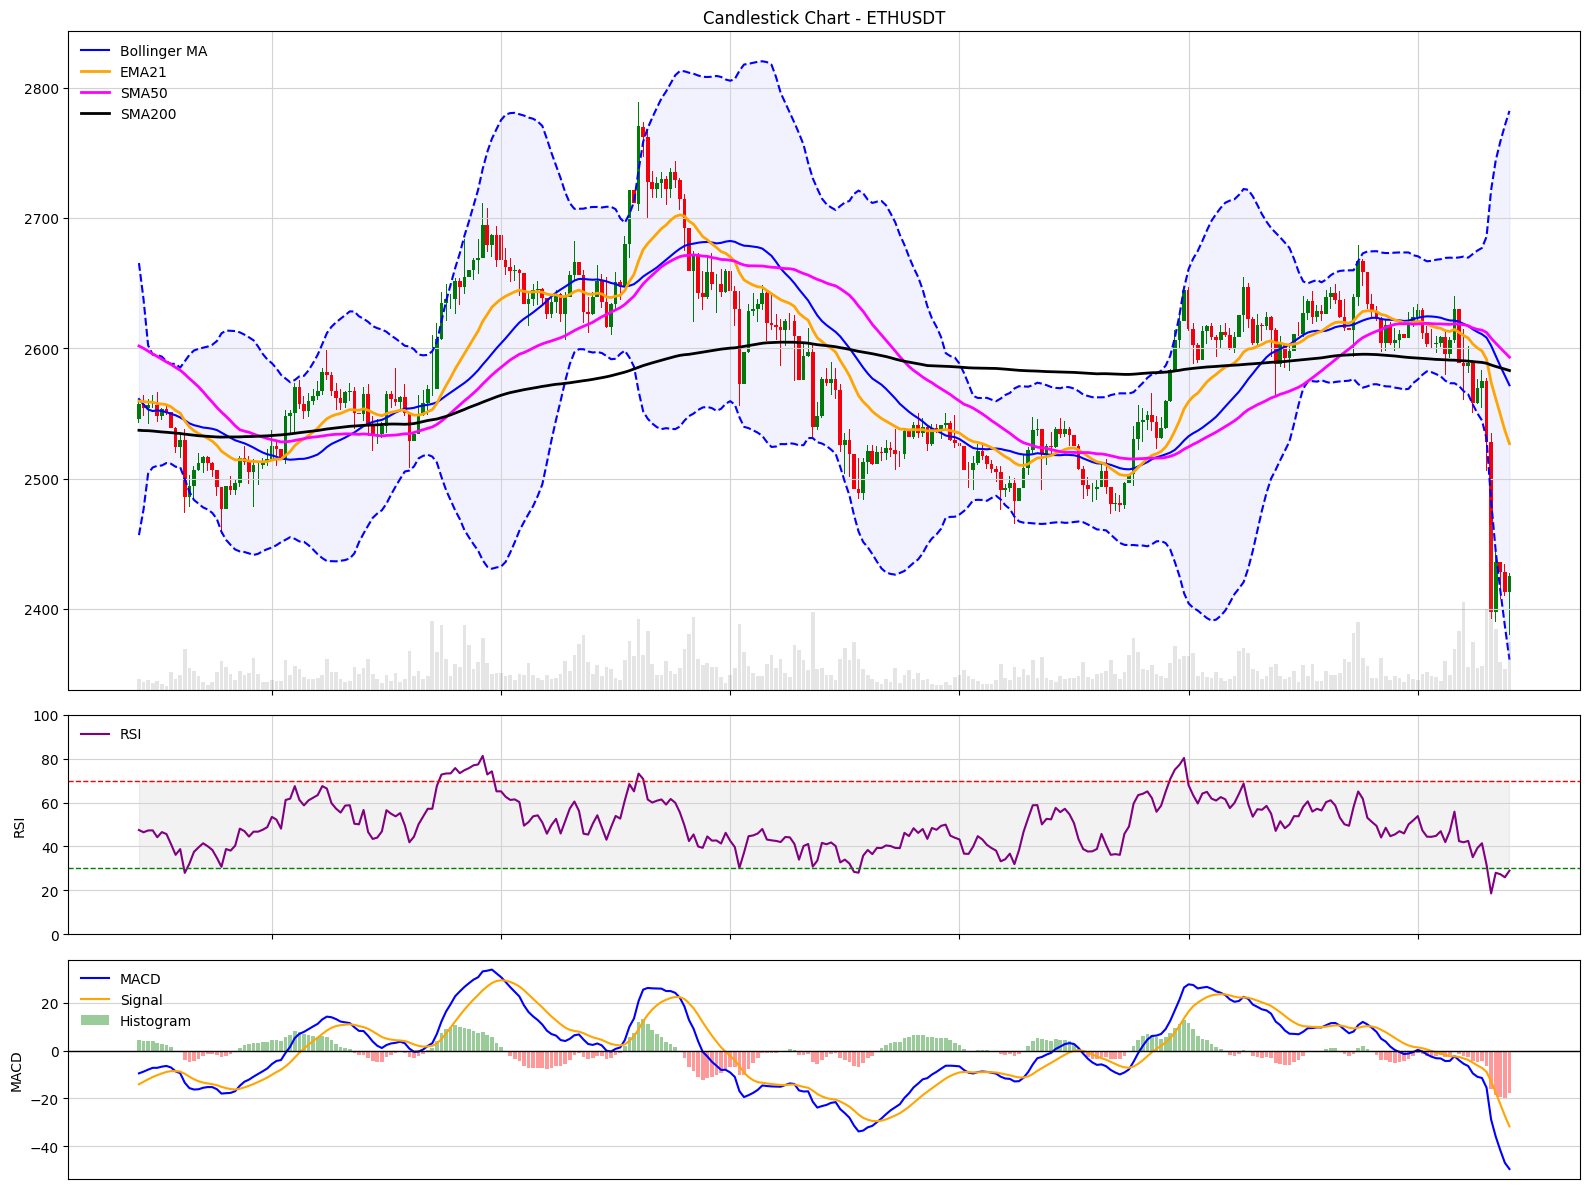 Candlestick Chart - ETHUSDT
Bollinger MA
EMA21
SMA50
SMA200
2800
2700
2600
2500
2400
RSI
100
80
60
40
20
0
RSI
MACD
Signal
Histogram
20
0
−20
−40
MACD